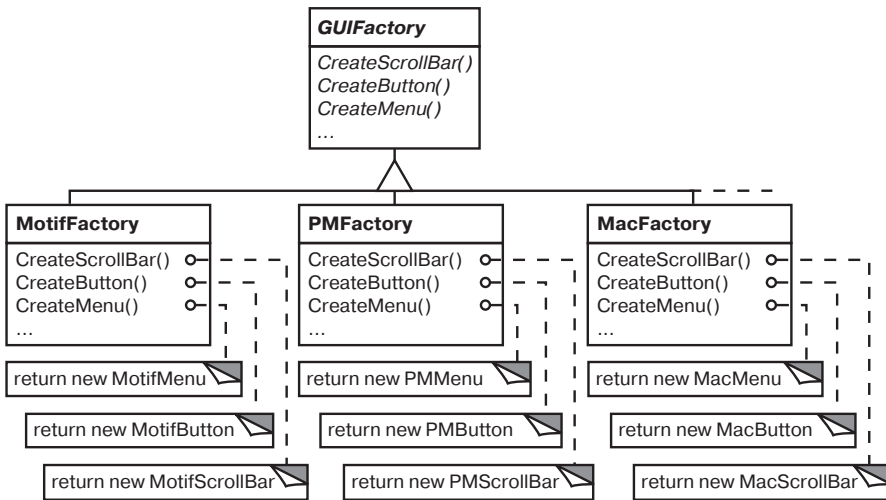 GUIFactory
CreateScrollBar()
CreateButton()
CreateMenu()
...
MotifFactory
CreateScrollBar()
CreateButton()
CreateMenu()
...
PMFactory
CreateScrollBar()
CreateButton()
CreateMenu()
...
MacFactory
CreateScrollBar()
CreateButton()
CreateMenu()
...
return new MotifMenu
return new MotifButton
return new MotifScrollBar
return new PMMenu
return new PMButton
return new PMScrollBar
return new MacMenu
return new MacButton
return new MacScrollBar